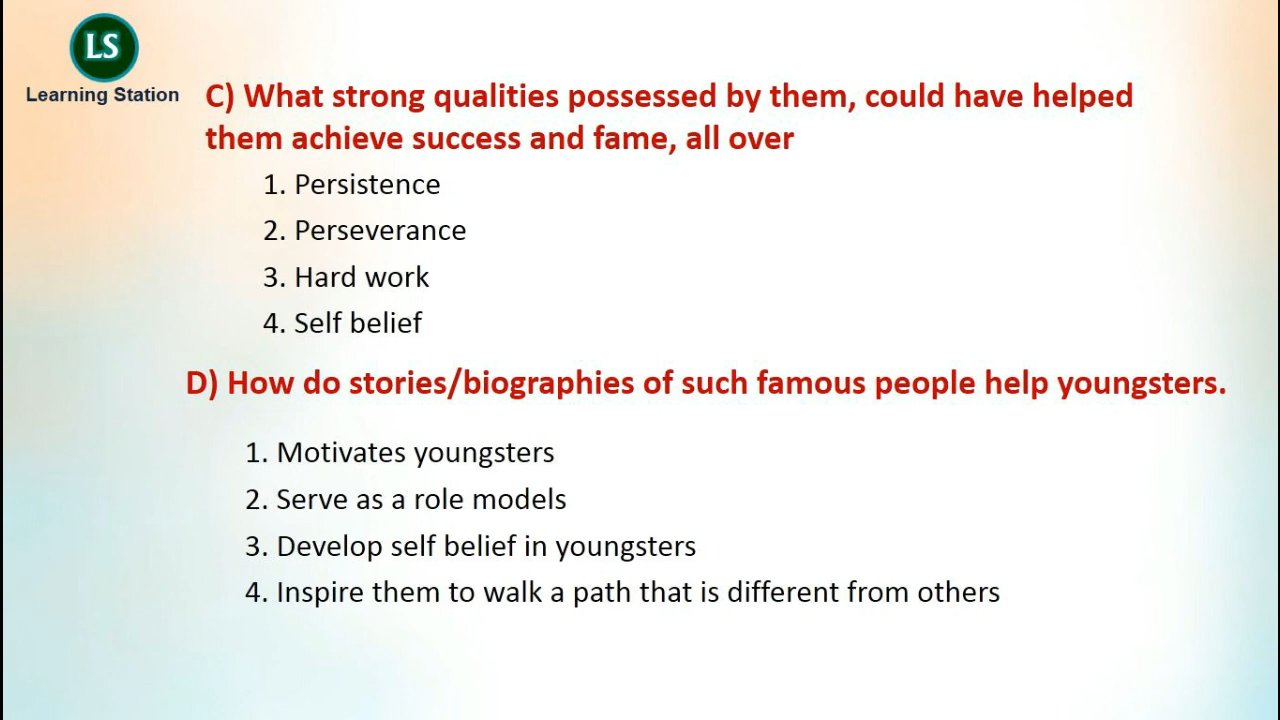 LS
Learning Station
C) What strong qualities possessed by them, could have helped
them achieve success and fame, all over
1. Persistence
2. Perseverance
3. Hard work
4. Self belief
D) How do stories/biographies of such famous people help youngsters.
1. Motivates youngsters
2. Serve as a role models
3. Develop self belief in youngsters
4. Inspire them to walk a path that is different from others